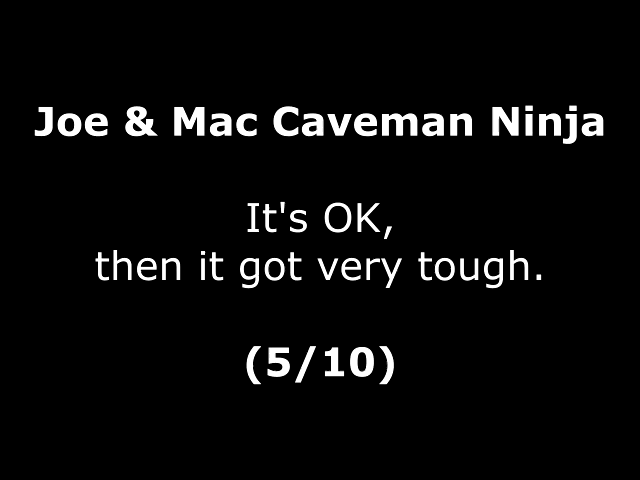 Joe & Mac Caveman Ninja
It's OK,
then it got very tough.
(5/10)